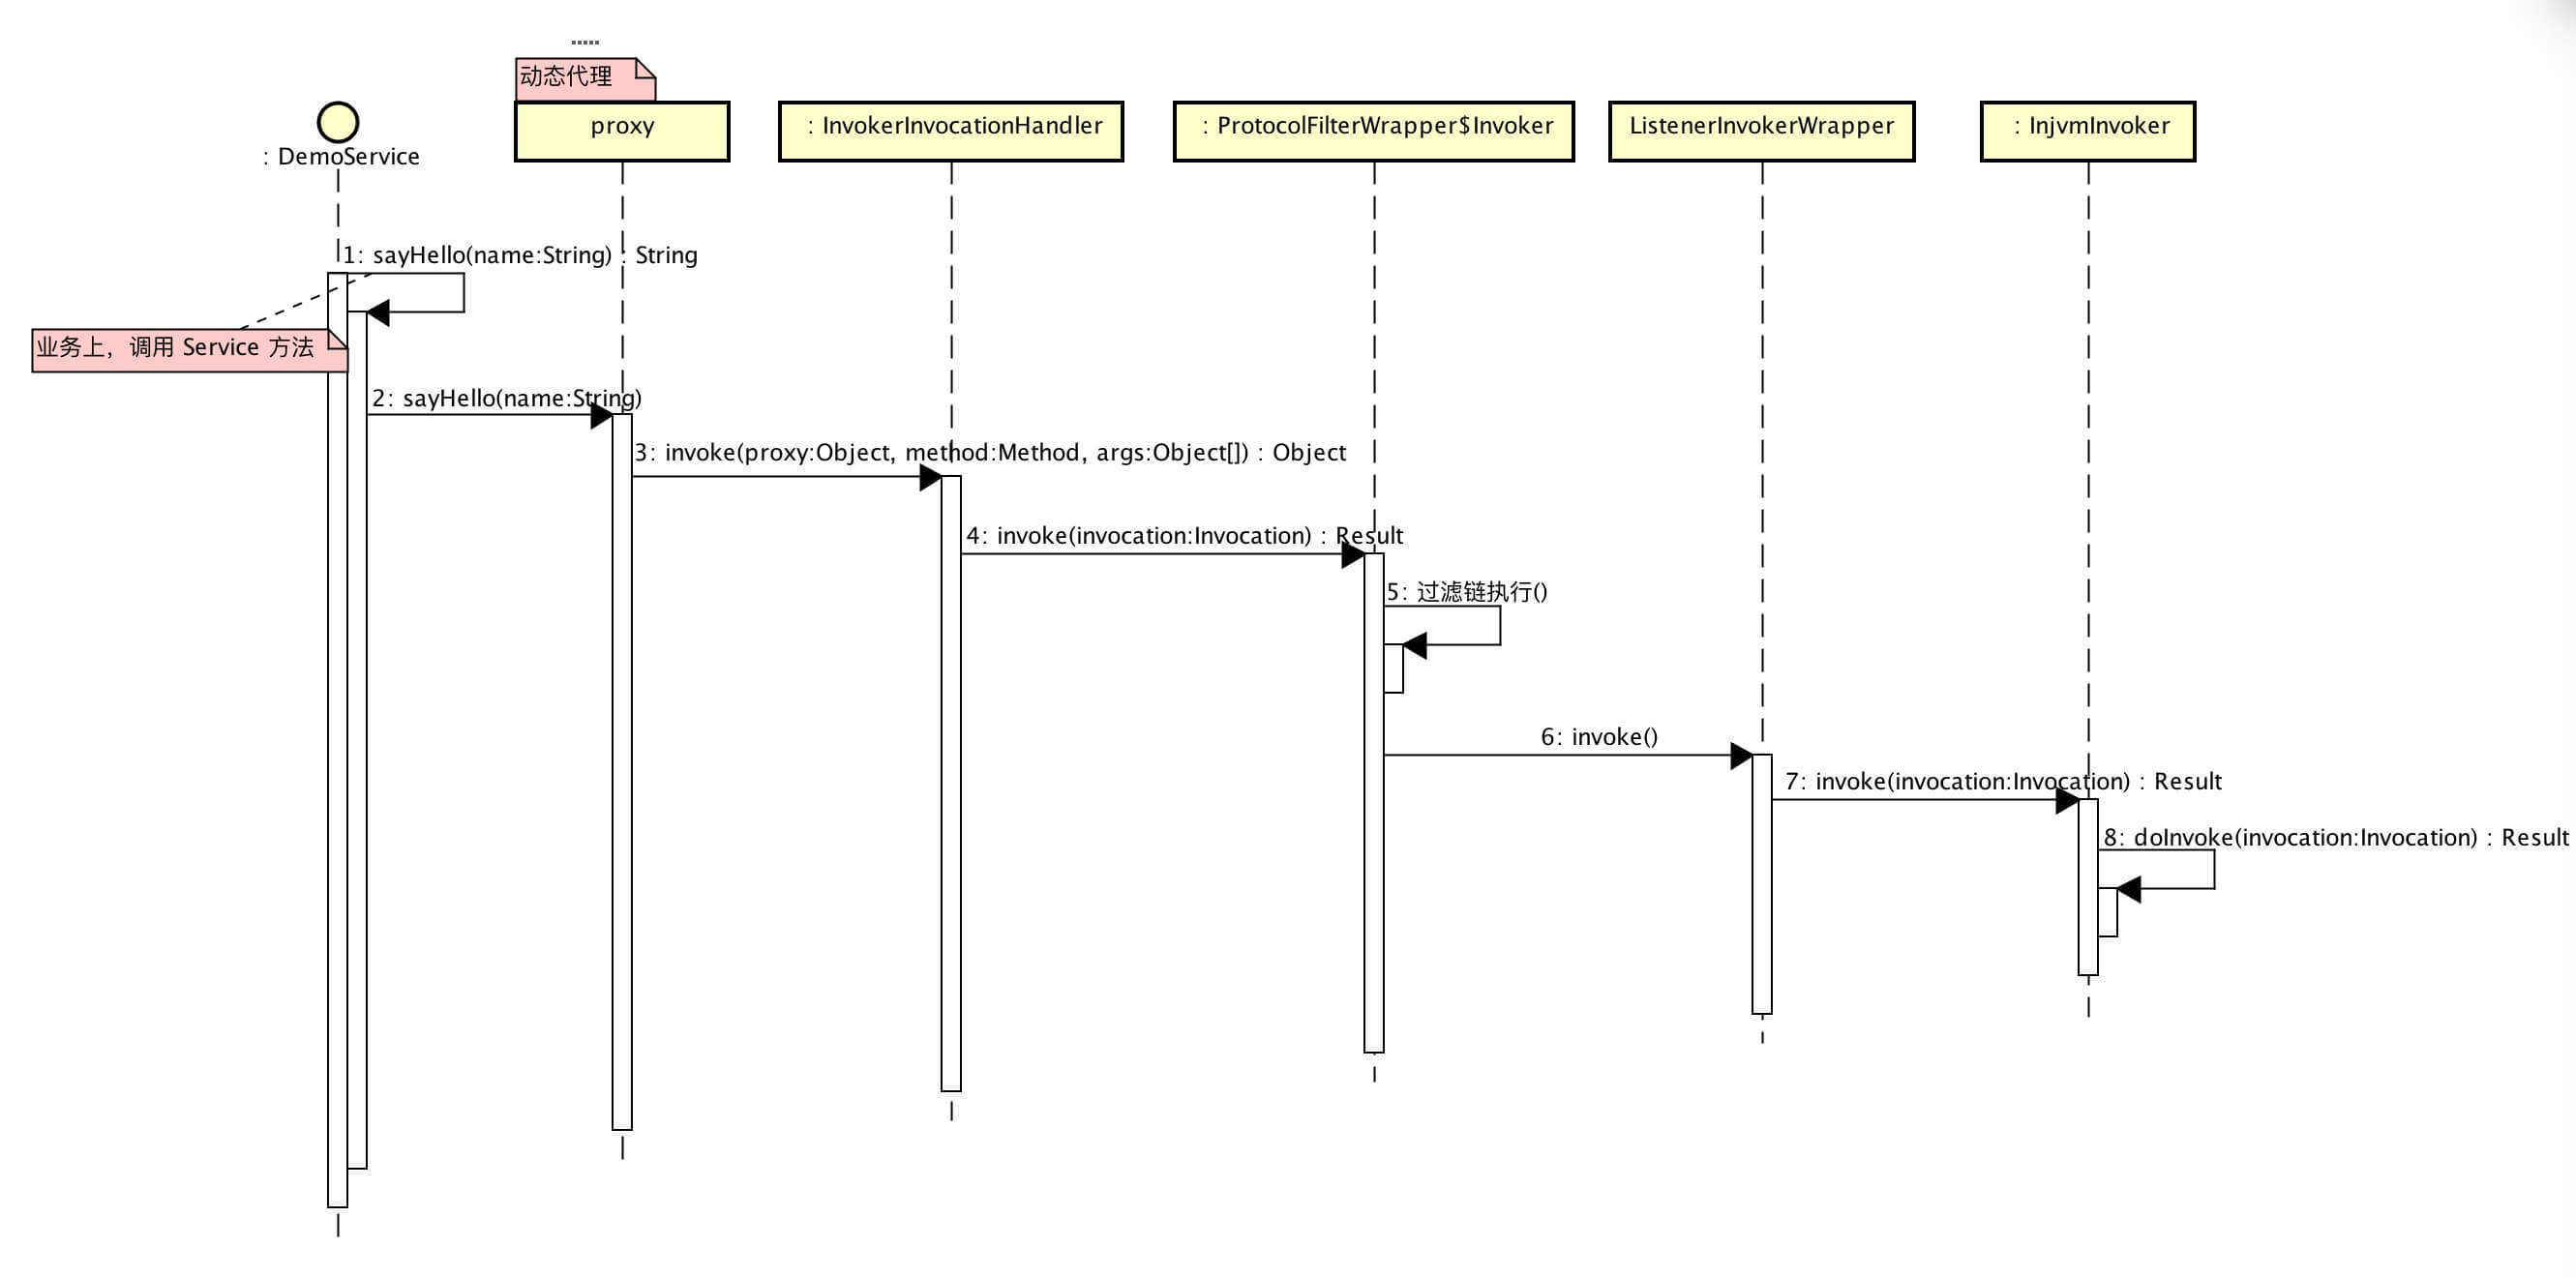 动态代理
: DemoService
proxy
: InvokerInvocationHandler
: ProtocolFilterWrapper$Invoker
ListenerInvokerWrapper
: InjvmInvoker
1: sayHello(name:String) : String
业务上，调用 Service 方法
2: sayHello(name:String)
3: invoke(proxy:Object, method:Method, args:Object[]) : Object
4: invoke(invocation:Invocation) : Result
5: 过滤链执行()
6: invoke()
7: invoke(invocation:Invocation) : Result
8: doInvoke(invocation:Invocation) : Result